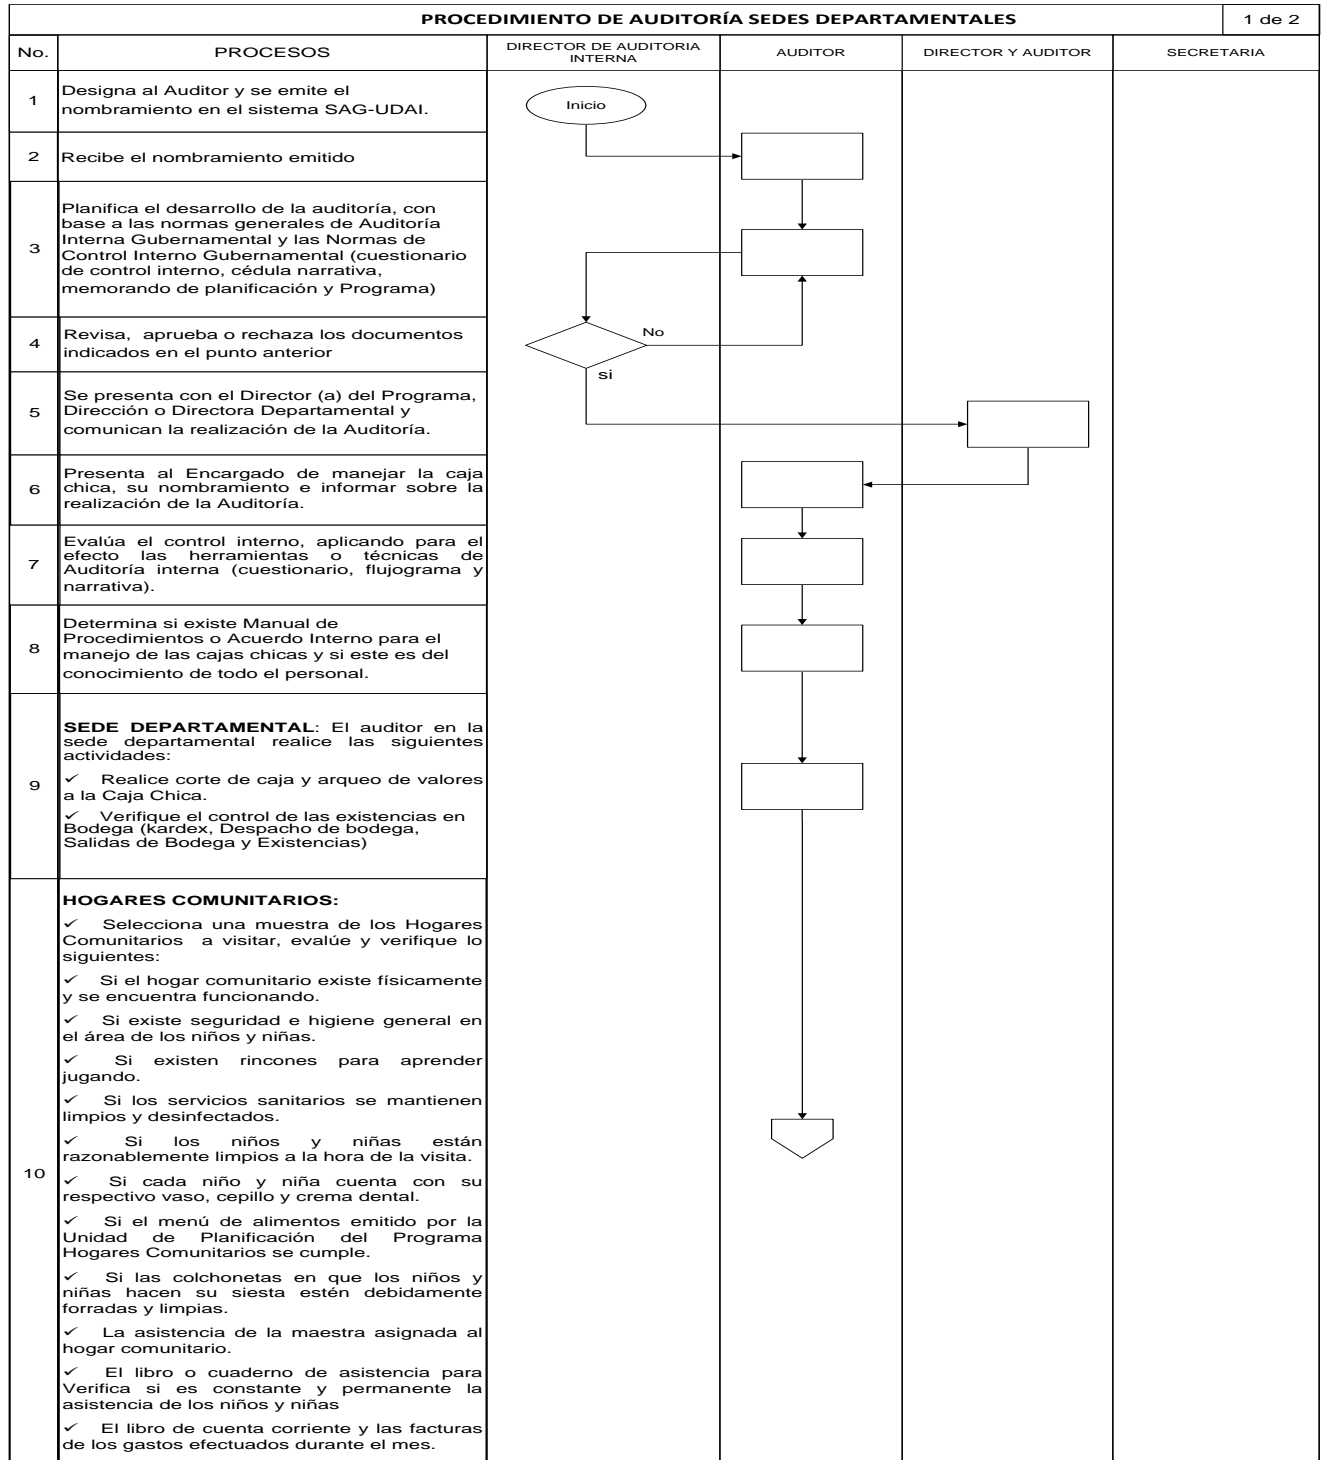 PROCEDIMIENTO DE AUDITORÍA SEDES DEPARTAMENTALES
1 de 2
No.
PROCESOS
DIRECTOR DE AUDITORIA
INTERNA
AUDITOR
DIRECTOR Y AUDITOR
SECRETARIA
1
Designa al Auditor y se emite el
nombramiento en el sistema SAG-UDAI.
Inicio
2
Recibe el nombramiento emitido
3
Planifica el desarrollo de la auditoría, con
base a las normas generales de Auditoría
Interna Gubernamental y las Normas de
Control Interno Gubernamental (cuestionario
de control interno, cédula narrativa,
memorando de planificación y Programa)
4
Revisa, aprueba o rechaza los documentos
indicados en el punto anterior
No
si
5
Se presenta con el Director (a) del Programa,
Dirección o Directora Departamental y
comunican la realización de la Auditoría.
6
Presenta al Encargado de manejar la caja
chica, su nombramiento e informar sobre la
realización de la Auditoría.
7
Evalúa el control interno, aplicando para el
efecto las herramientas o técnicas de
Auditoría interna (cuestionario, flujograma y
narrativa).
8
Determina si existe Manual de
Procedimientos o Acuerdo Interno para el
manejo de las cajas chicas y si este es del
conocimiento de todo el personal.
9
SEDE DEPARTAMENTAL: El auditor en la
sede departamental realice las siguientes
actividades:
✓ Realice corte de caja y arqueo de valores
a la Caja Chica.
✓ Verifique el control de las existencias en
Bodega (kardex, Despacho de bodega,
Salidas de Bodega y Existencias)
10
HOGARES COMUNITARIOS:
✓ Selecciona una muestra de los Hogares
Comunitarios a visitar, evalúe y verifique lo
siguientes:
✓ Si el hogar comunitario existe físicamente
y se encuentra funcionando.
✓ Si existe seguridad e higiene general en
el área de los niños y niñas.
✓ Si existen rincones para aprender
jugando.
✓ Si los servicios sanitarios se mantienen
limpios y desinfectados.
✓ Si los niños y niñas están
razonablemente limpios a la hora de la visita.
✓ Si cada niño y niña cuenta con su
respectivo vaso, cepillo y crema dental.
✓ Si el menú de alimentos emitido por la
Unidad de Planificación del Programa
Hogares Comunitarios se cumple.
✓ Si las colchonetas en que los niños y
niñas hacen su siesta estén debidamente
forradas y limpias.
✓ La asistencia de la maestra asignada al
hogar comunitario.
✓ El libro o cuaderno de asistencia para
Verifica si es constante y permanente la
asistencia de los niños y niñas
✓ El libro de cuenta corriente y las facturas
de los gastos efectuados durante el mes.